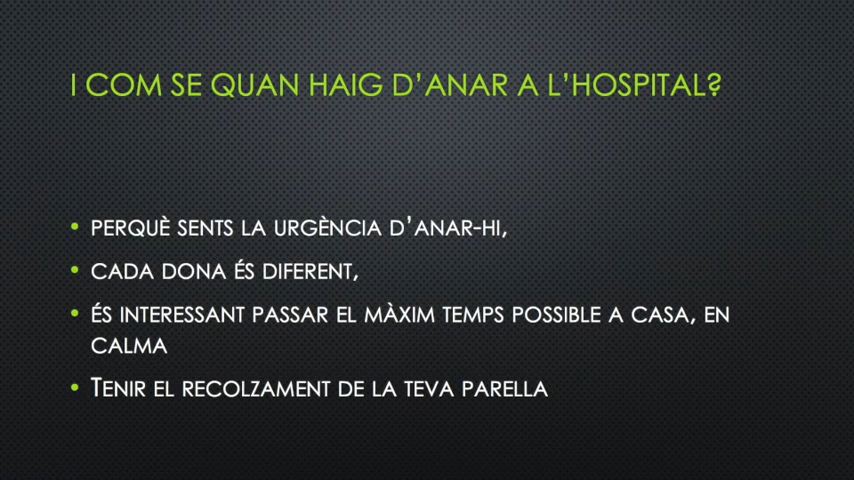 I COM SE QUAN HAIG D'ANAR A L'HOSPITAL?
• PERQUÈ SENTS LA URGÈNCIA D'ANAR-HI,
• CADA DONA ÉS DIFERENT,
• ÉS INTERESSANT PASSAR EL MÀXIM TEMPS POSSIBLE A CASA, EN
CALMA
• TENIR EL RECOLZAMENT DE LA TEVA PARELLA